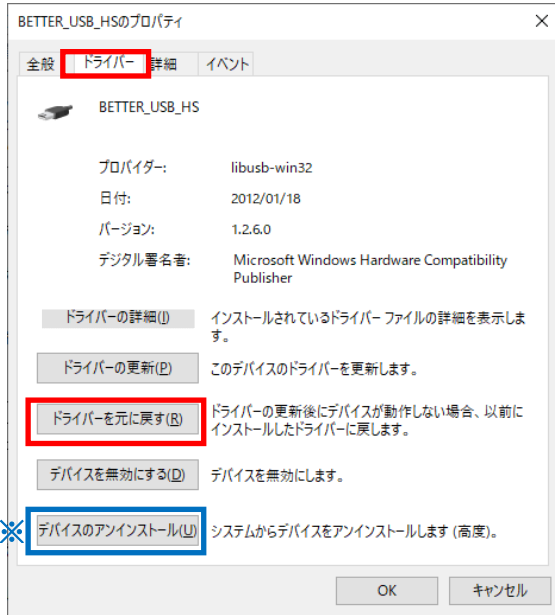 BETTER_USB_HSのプロパティ
全般 ドライバー 詳細 イベント
BETTER_USB_HS
プロバイダー: libusb-win32
日付: 2012/01/18
バージョン: 1.2.6.0
デジタル署名者: Microsoft Windows Hardware Compatibility
Publisher
ドライバーの詳細(I) インストールされているドライバー ファイルの詳細を表示しま
す。
ドライバーの更新(P) このデバイスのドライバーを更新します。
ドライバーを元に戻す(R) ドライバーの更新後にデバイスが動作しない場合、以前に
インストールしたドライバーに戻します。
デバイスを無効にする(D) デバイスを無効にします。
※ デバイスのアンインストール(U) システムからデバイスをアンインストールします (高度)。
OK キャンセル